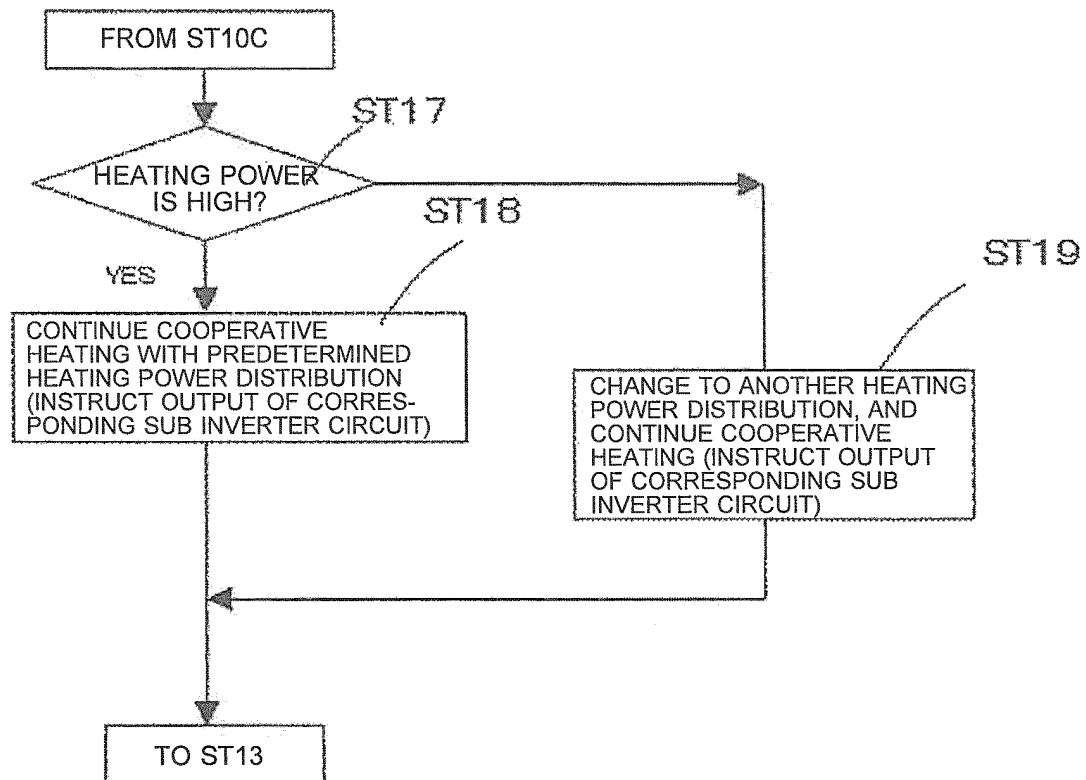 FROM ST10C
ST17
HEATING POWER
IS HIGH?
ST18
YES
ST19
CONTINUE COOPERATIVE
HEATING WITH PREDETERMINED
HEATING POWER DISTRIBUTION
(INSTRUCT OUTPUT OF CORRES-
PONDING SUB INVERTER CIRCUIT)
CHANGE TO ANOTHER HEATING
POWER DISTRIBUTION, AND
CONTINUE COOPERATIVE
HEATING (INSTRUCT OUTPUT
OF CORRESPONDING SUB
INVERTER CIRCUIT)
TO ST13